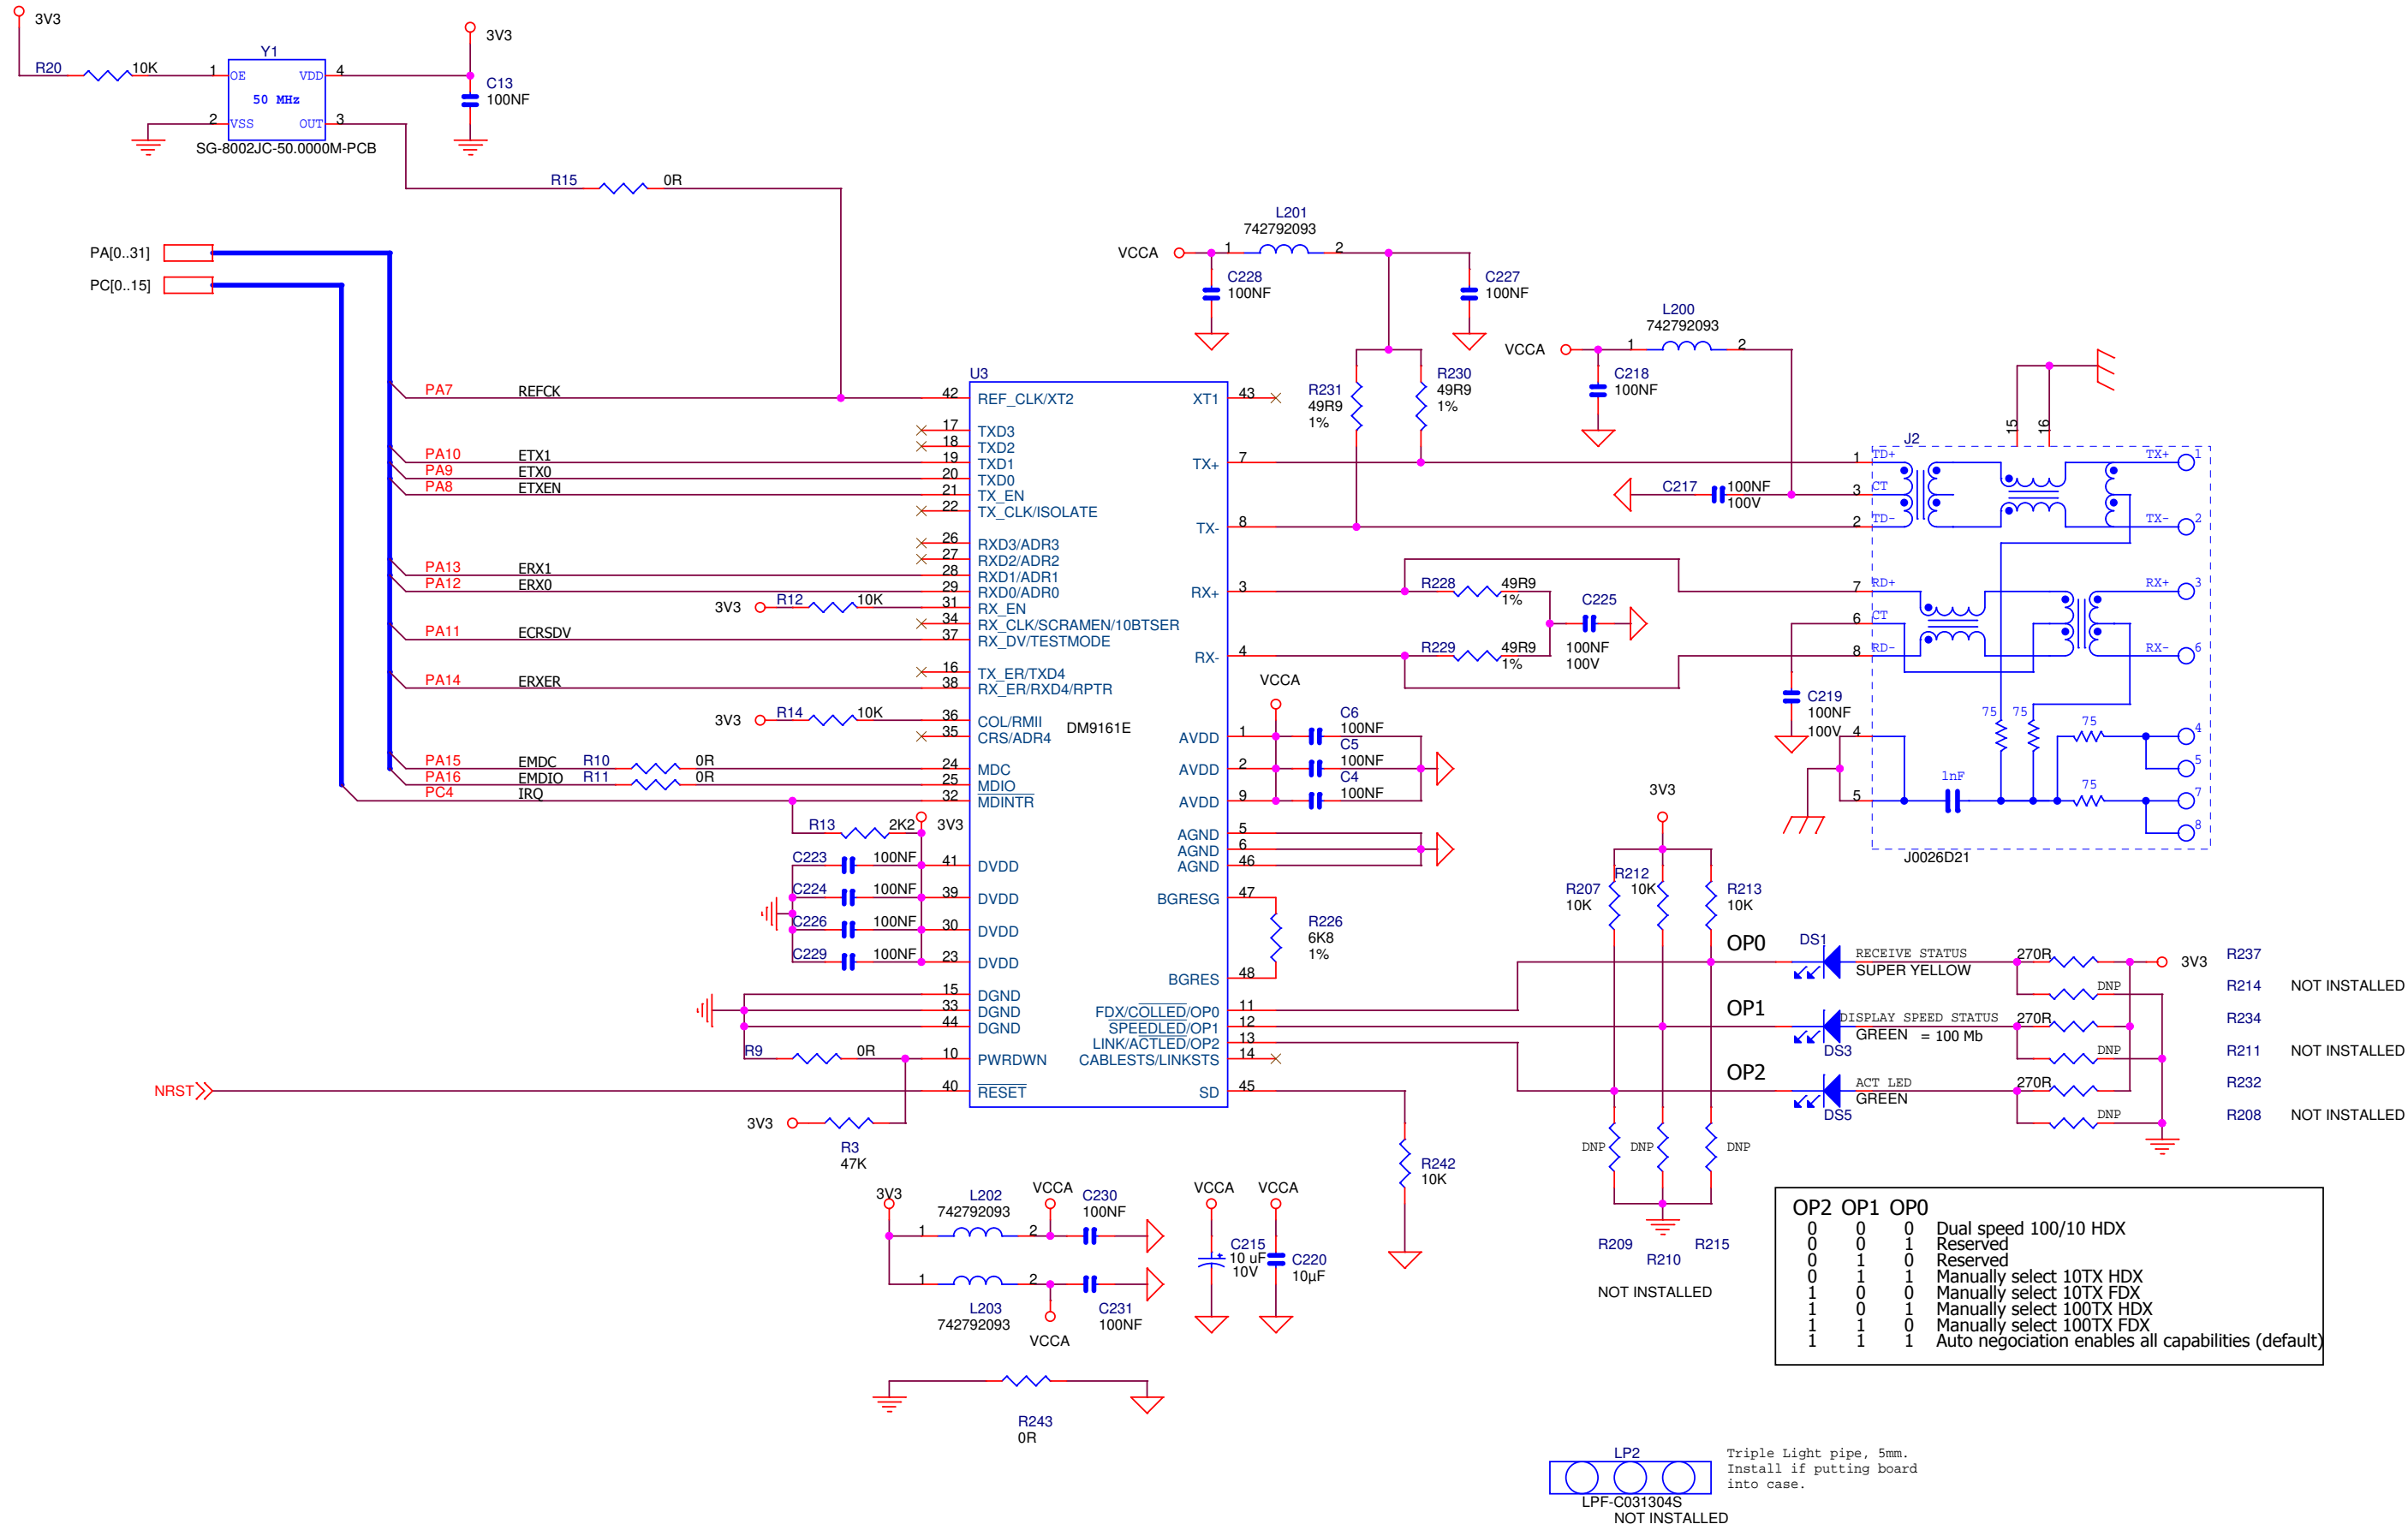 3V3
R20 10K
Y1
1 OE VDD 4
50 MHz
2 VSS OUT 3
SG-8002JC-50.0000M-PCB
3V3
C13
100NF
R15 0R
PA[0..31]
PC[0..15]
VCCA
1 L201 2
742792093
C228
100NF
C227
100NF
VCCA
1 L200 2
742792093
C218
100NF
R231
49R9
1%
R230
49R9
1%
U3
DM9161E
PA7 REFCK 42 REF_CLK/XT2
17 TXD3
18 TXD2
PA10 ETX1 19 TXD1
PA9 ETX0 20 TXD0
PA8 ETXEN 21 TX_EN
22 TX_CLK/ISOLATE
26 RXD3/ADR3
27 RXD2/ADR2
PA13 ERX1 28 RXD1/ADR1
PA12 ERX0 29 RXD0/ADR0
3V3 R12 10K 31 RX_EN
34 RX_CLK/SCRAMEN/10BTSER
PA11 ECRSDV 37 RX_DV/TESTMODE
16 TX_ER/TXD4
PA14 ERXER 38 RX_ER/RXD4/RPTR
3V3 R14 10K 36 COL/RMII
35 CRS/ADR4
PA15 EMDC R10 0R 24 MDC
PA16 EMDIO R11 0R 25 MDIO
PC4 IRQ 32 MDINTR
R13 2K2 3V3
C223 100NF 41 DVDD
C224 100NF 39 DVDD
C226 100NF 30 DVDD
C229 100NF 23 DVDD
15 DGND
33 DGND
44 DGND
R9 0R 10 PWRDWN
NRST 40 RESET
3V3
R3
47K
XT1 43
TX+ 7
TX- 8
RX+ 3
RX- 4
AVDD 1
AVDD 2
AVDD 9
AGND 5
AGND 6
AGND 46
BGRESG 47
BGRES 48
FDX/COLLED/OP0 11
SPEEDLED/OP1 12
LINK/ACTLED/OP2 13
CABLESTS/LINKSTS 14
SD 45
R228 49R9
1%
R229 49R9
1%
C225
100NF
100V
VCCA
C6
100NF
C5
100NF
C4
100NF
R226
6K8
1%
R242
10K
C217 100NF
100V
C219
100NF
100V
J2
15 16
1 TD+ TX+ 1
3 CT
2 TD- TX- 2
7 RD+ RX+ 3
6 CT
8 RD- RX- 6
75 75 75
4 4
5
1nF 75
5 7
8
J0026D21
3V3
R207
10K
R212
10K
R213
10K
OP0 DS1 RECEIVE STATUS 270R 3V3 R237
SUPER YELLOW
DNP R214 NOT INSTALLED
OP1 DISPLAY SPEED STATUS 270R R234
DS3 GREEN = 100 Mb
DNP R211 NOT INSTALLED
OP2 ACT LED 270R R232
DS5 GREEN
DNP R208 NOT INSTALLED
DNP DNP DNP
R209 R210 R215
NOT INSTALLED
3V3
1 L202 2
742792093
VCCA
C230
100NF
1 L203 2
742792093
VCCA
C231
100NF
VCCA
C215
10 uF
10V
+
VCCA
C220
10µF
R243
0R
OP2 OP1 OP0
0 0 0 Dual speed 100/10 HDX
0 0 1 Reserved
0 1 0 Reserved
0 1 1 Manually select 10TX HDX
1 0 0 Manually select 10TX FDX
1 0 1 Manually select 100TX HDX
1 1 0 Manually select 100TX FDX
1 1 1 Auto negociation enables all capabilities (default)
LP2
LPF-C031304S
NOT INSTALLED
Triple Light pipe, 5mm.
Install if putting board
into case.